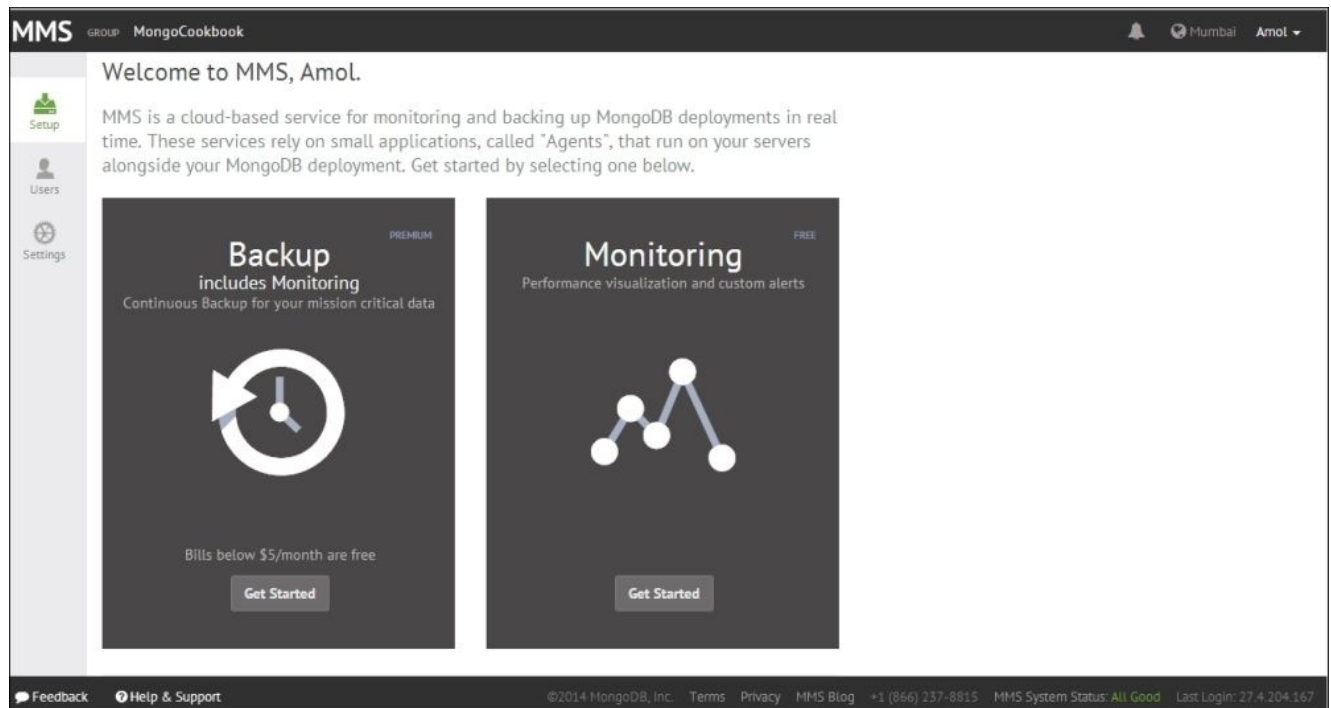 MMS GROUP MongoCookbook Mumbai Amol
Setup
Users
Settings
Welcome to MMS, Amol.
MMS is a cloud-based service for monitoring and backing up MongoDB deployments in real
time. These services rely on small applications, called "Agents", that run on your servers
alongside your MongoDB deployment. Get started by selecting one below.
PREMIUM
Backup
includes Monitoring
Continuous Backup for your mission critical data
Bills below $5/month are free
Get Started
FREE
Monitoring
Performance visualization and custom alerts
Get Started
Feedback Help & Support ©2014 MongoDB, Inc. Terms Privacy MMS Blog +1 (866) 237-8815 MMS System Status: All Good Last Login: 27.4.204.167